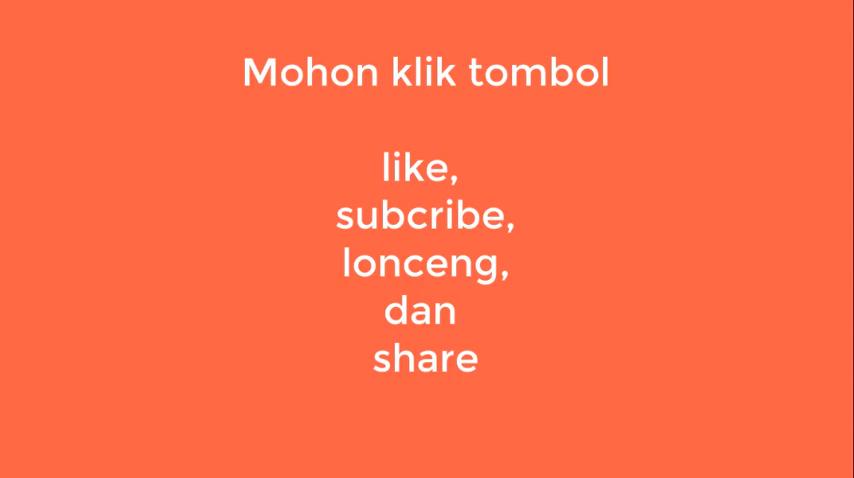 Mohon klik tombol
like,
subcribe,
lonceng,
dan
share